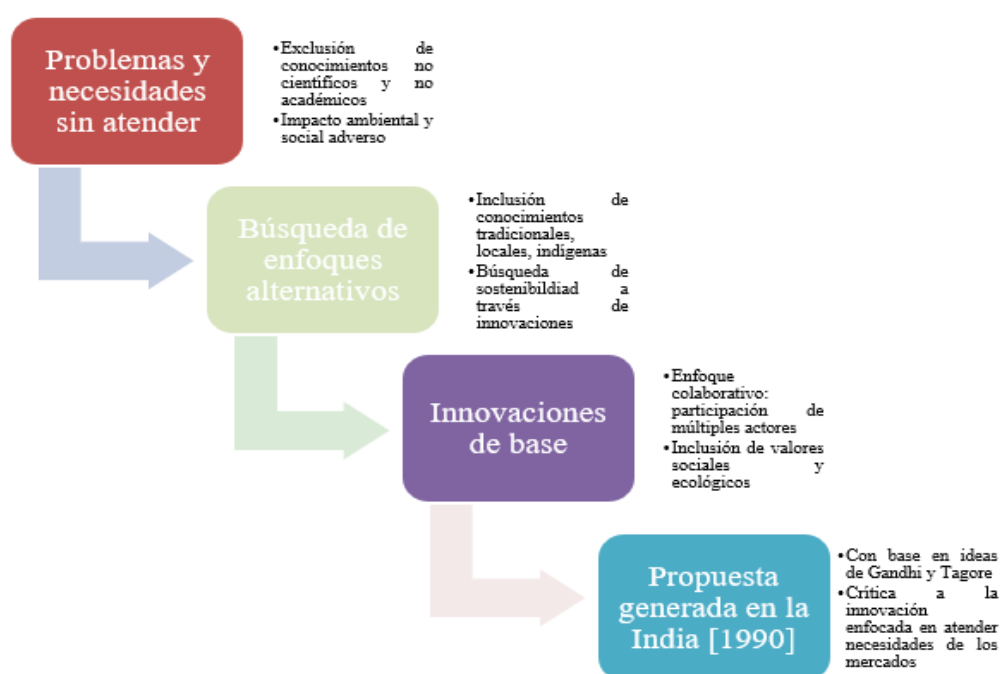 Problemas y
necesidades
sin atender
•Exclusión de
conocimientos no
científicos y no
académicos
•Impacto ambiental y
social adverso
Búsqueda de
enfoques
alternativos
•Inclusión de
conocimientos
tradicionales,
locales, indígenas
•Búsqueda de
sostenibildiad a
través de
innovaciones
Innovaciones
de base
•Enfoque
colaborativo:
participación de
múltiples actores
•Inclusión de valores
sociales y
ecológicos
Propuesta
generada en la
India [1990]
•Con base en ideas
de Gandhi y Tagore
•Crítica a la
innovación
enfocada en atender
necesidades de los
mercados